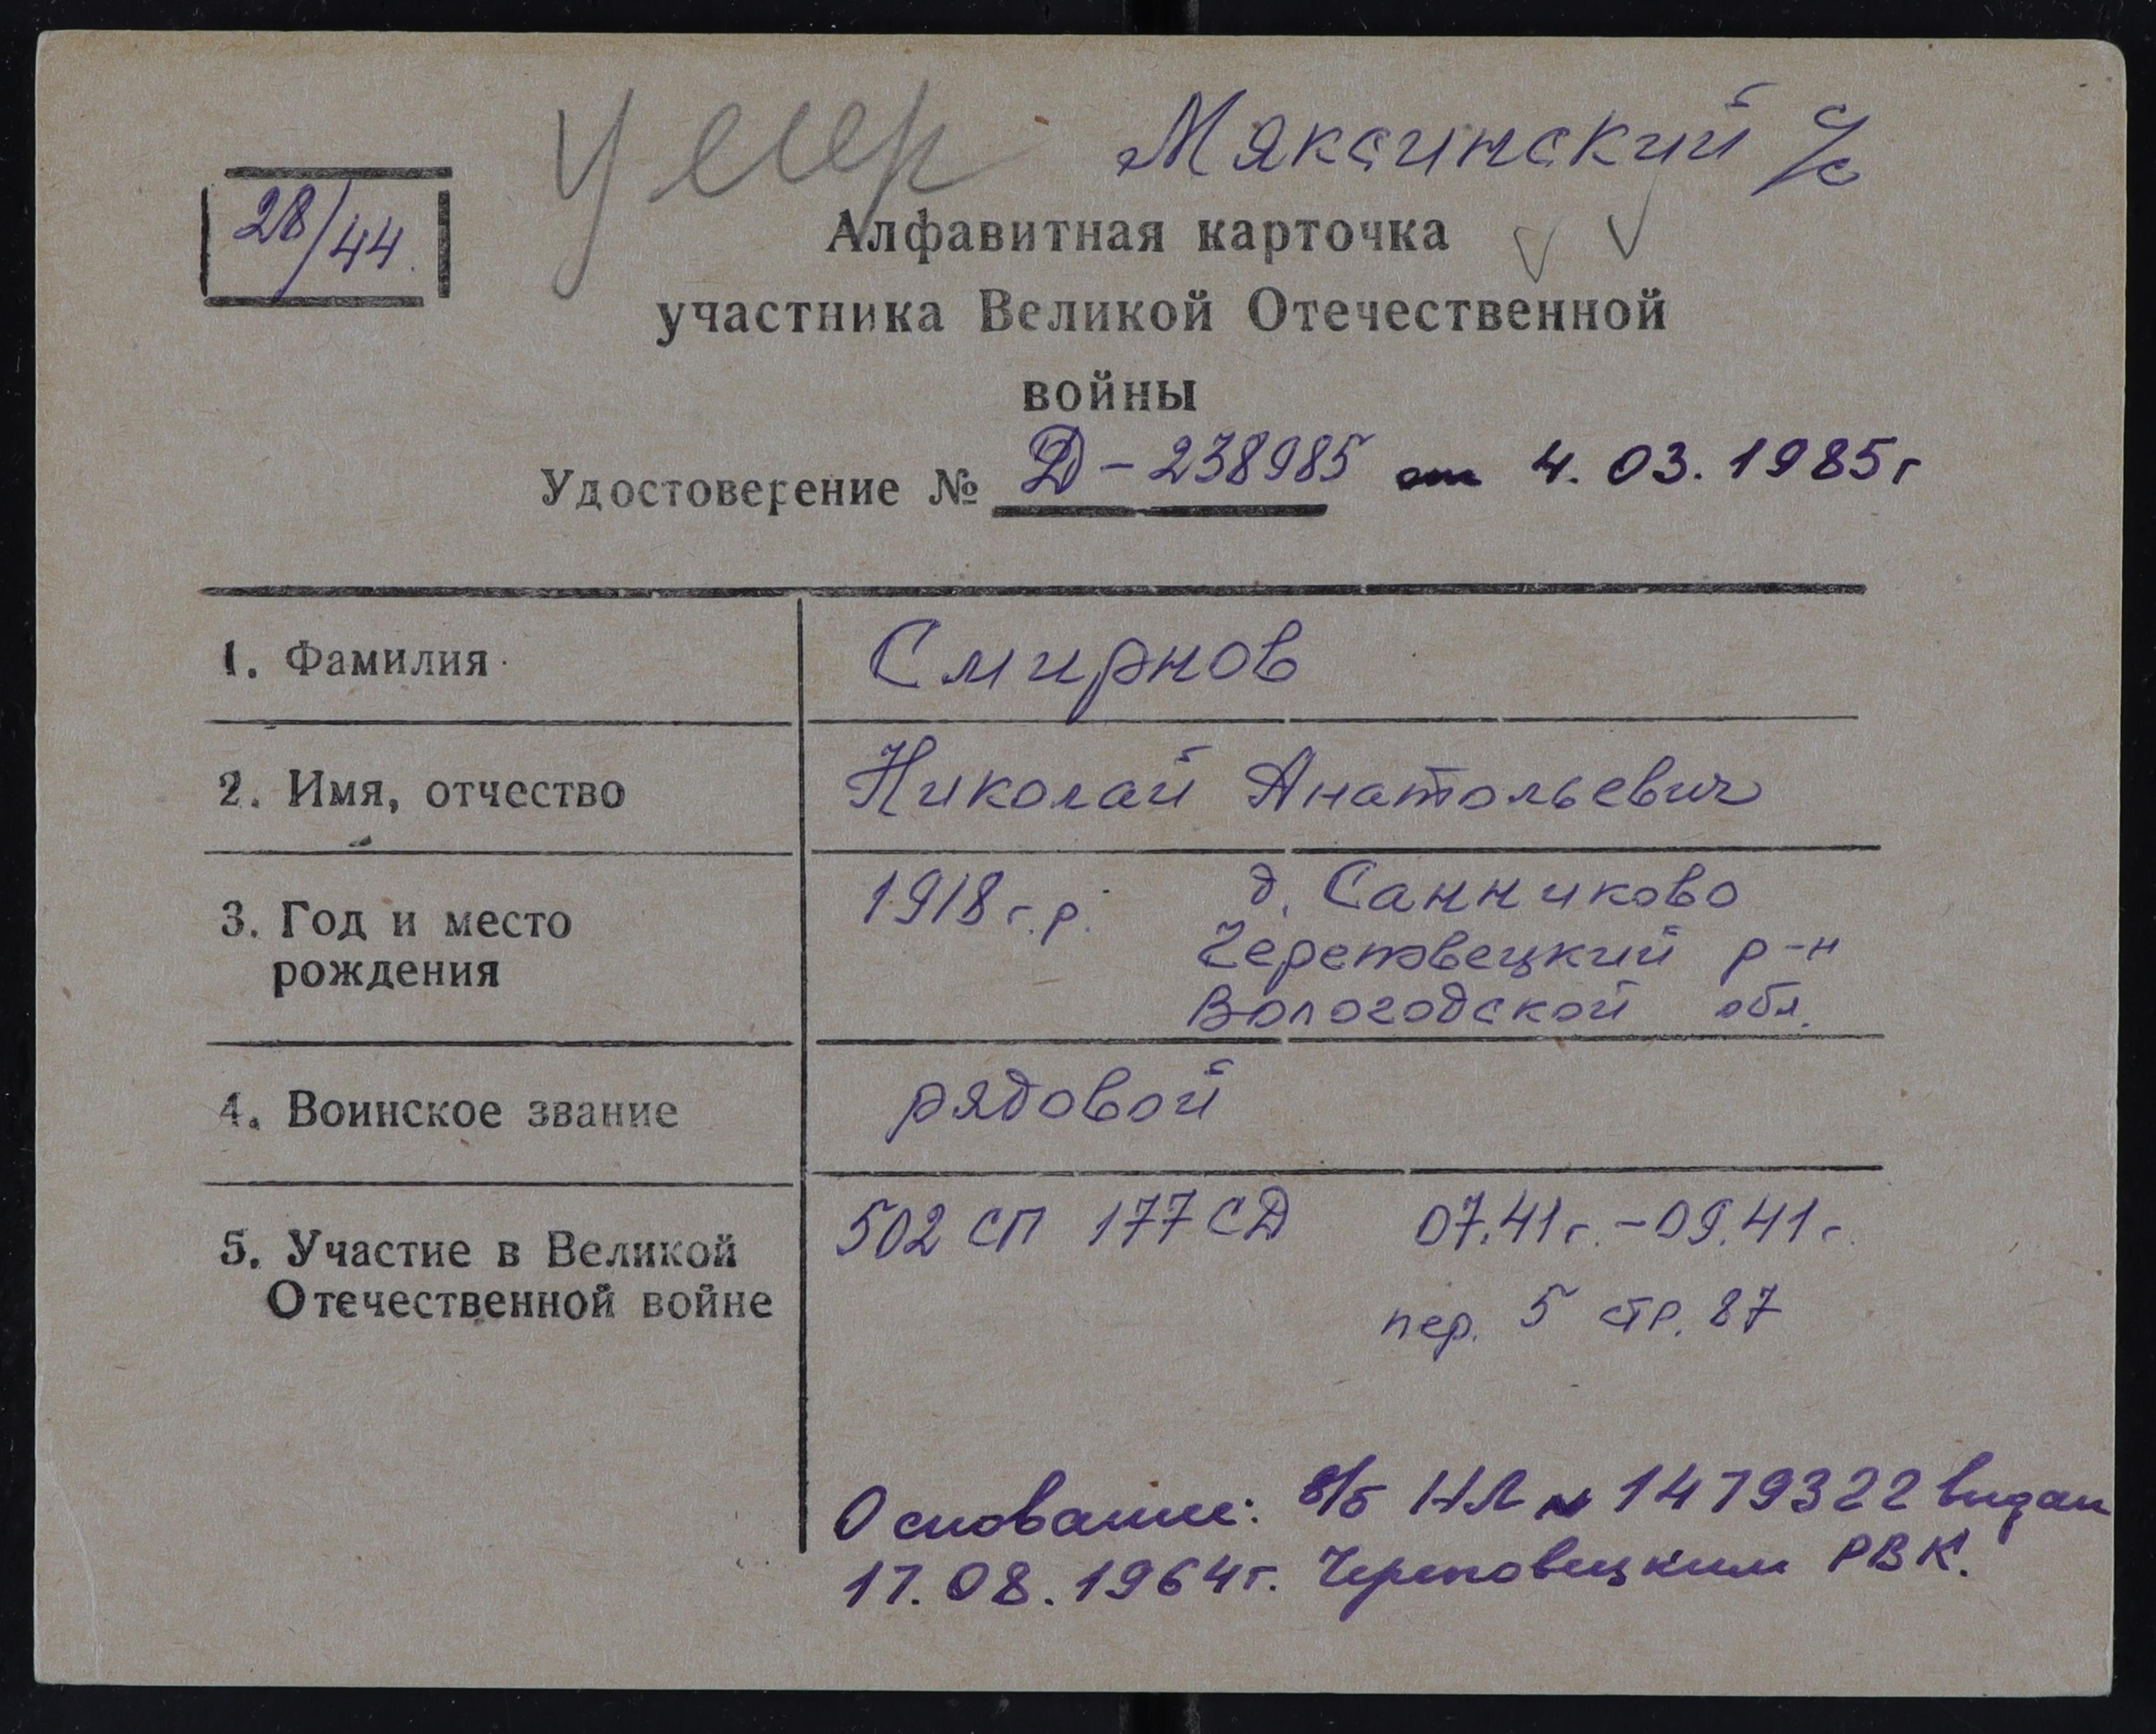 умер Мяксинский с/с
28/44.
Алфавитная карточка
участника Великой Отечественной
войны
Удостоверение № Д-238985 от 4.03.1985г
1. Фамилия Смирнов
2. Имя, отчество Николай Анатольевич
3. Год и место 1918 г.р. д. Санниково
рождения Череповецкий р-н
Вологодской обл.
4. Воинское звание рядовой
5. Участие в Великой 502 СП 177 СД 07.41г.-09.41г.
Отечественной войне пер. 5 стр. 87
Основание: в/б НЛ № 1479322 выдан
17.08.1964г. Череповецким РВК.